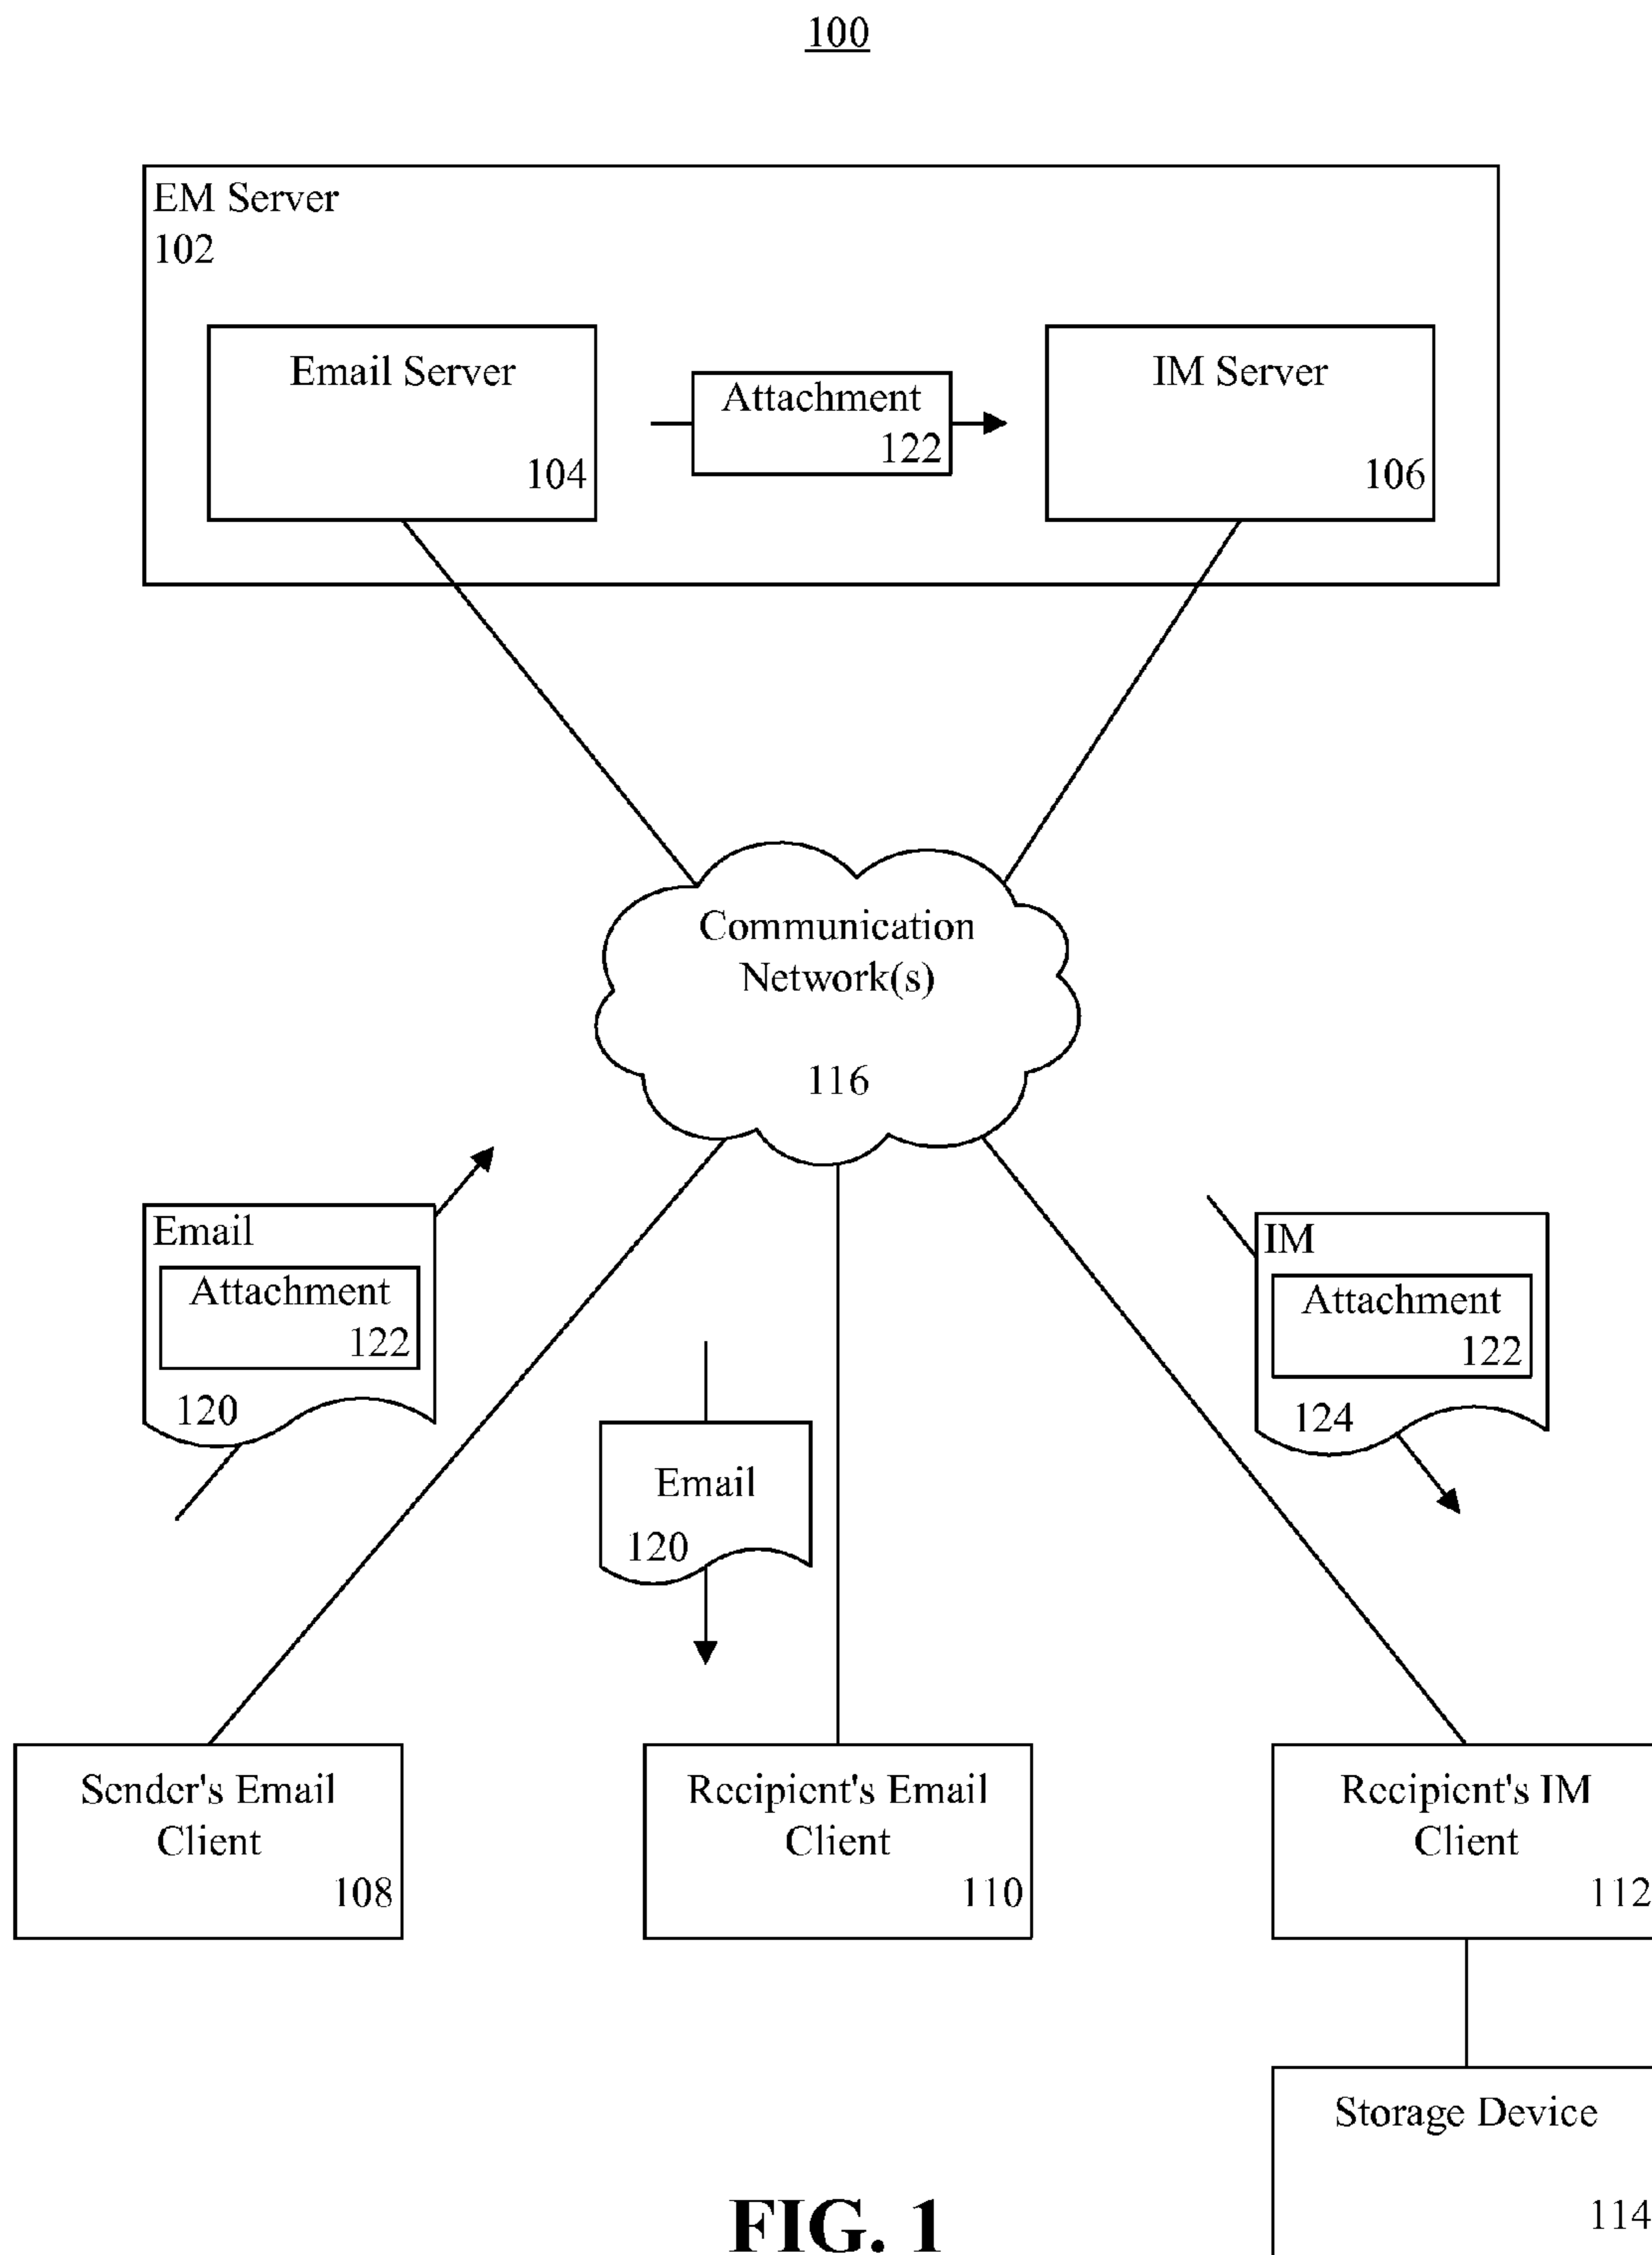 100
EM Server
102
Email Server
104
Attachment
122
IM Server
106
Communication
Network(s)
116
Email
Attachment
122
120
Email
120
IM
Attachment
122
124
Sender's Email
Client
108
Recipient's Email
Client
110
Recipient's IM
Client
112
Storage Device
114
FIG. 1